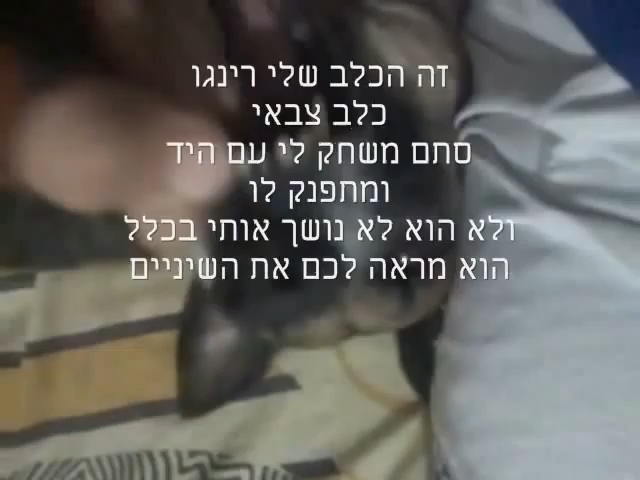 זה הכלב שלי רינגו
כלב צבאי
סתם משחק לי עם היד
ומתפנק לו
ולא הוא לא נושך אותי בכלל
הוא מראה לכם את השיניים